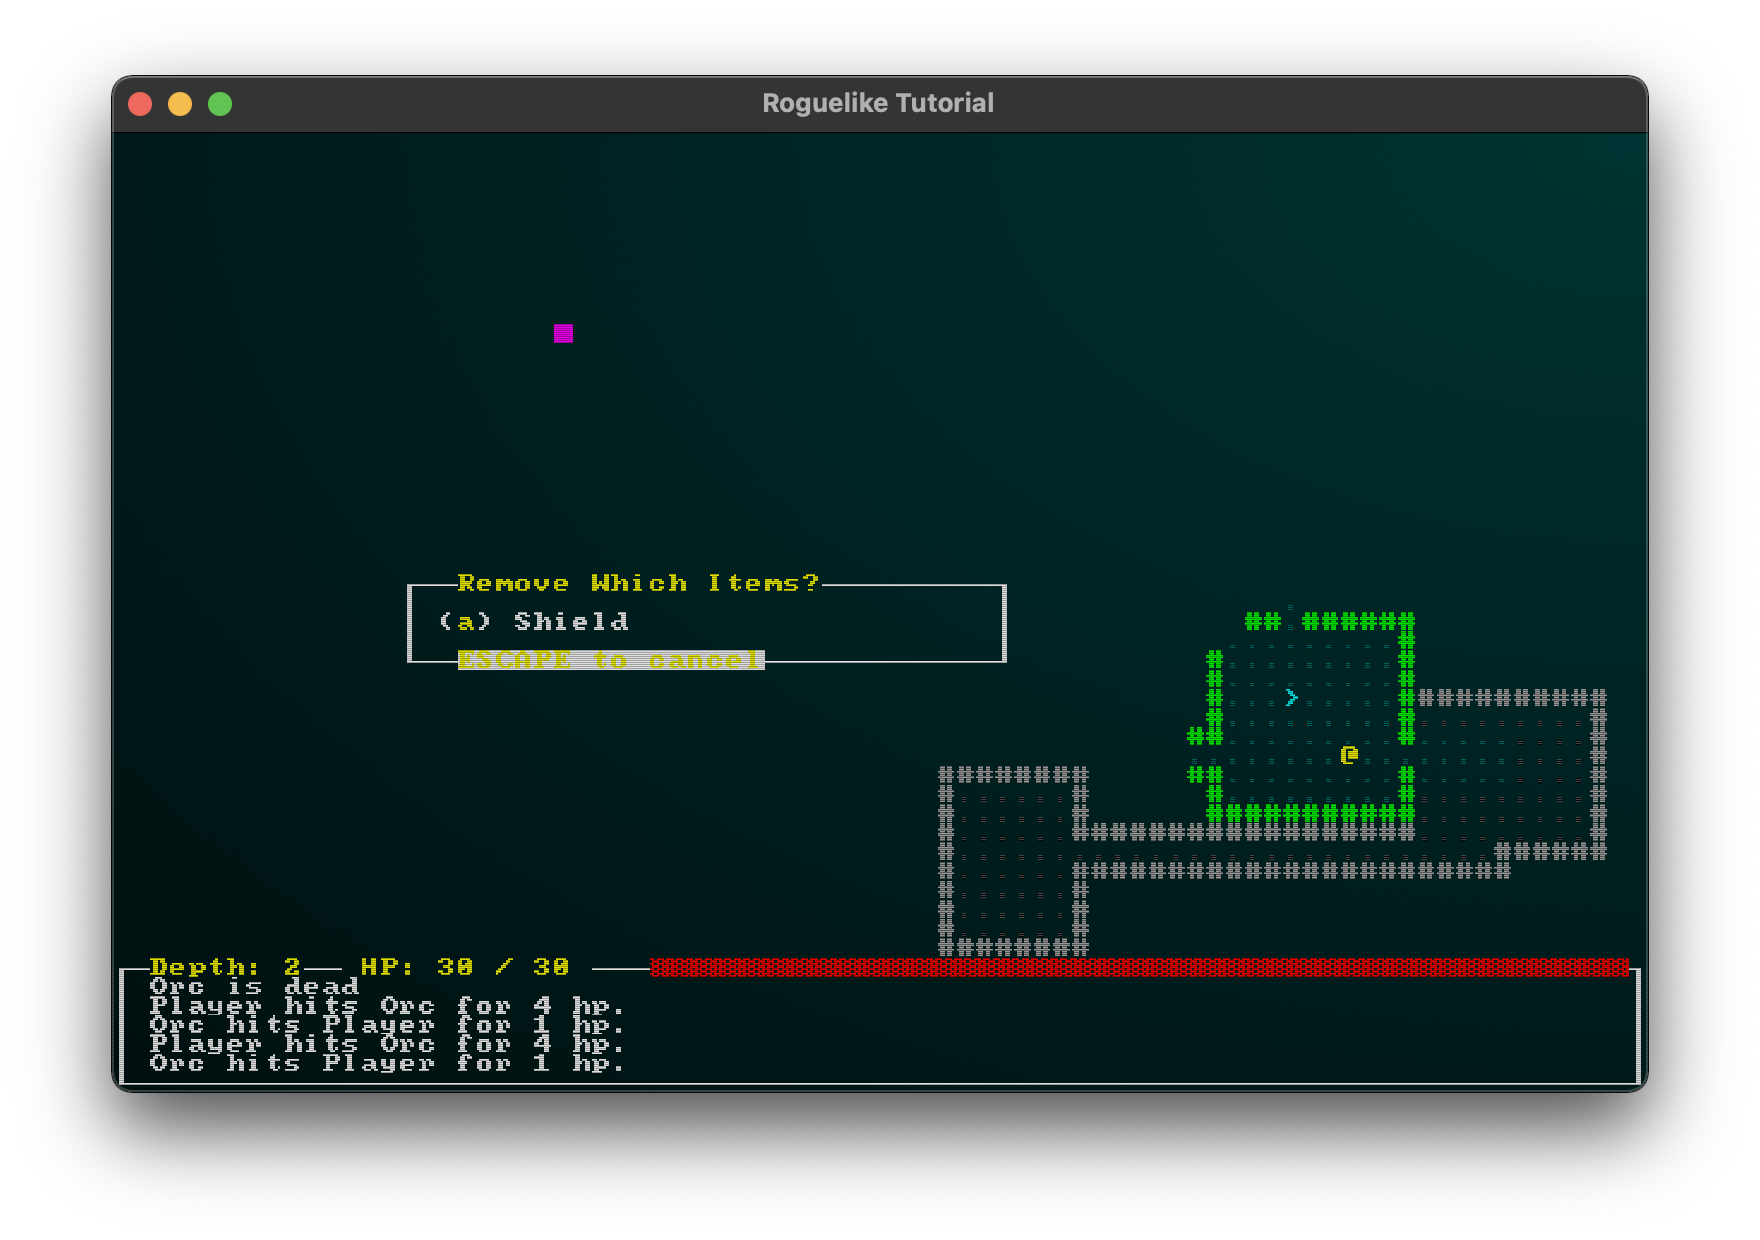 Roguelike Tutorial
Remove Which Items?
(a) Shield
ESCAPE to cancel
Depth: 2 HP: 30 / 30
Orc is dead
Player hits Orc for 4 hp.
Orc hits Player for 1 hp.
Player hits Orc for 4 hp.
Orc hits Player for 1 hp.